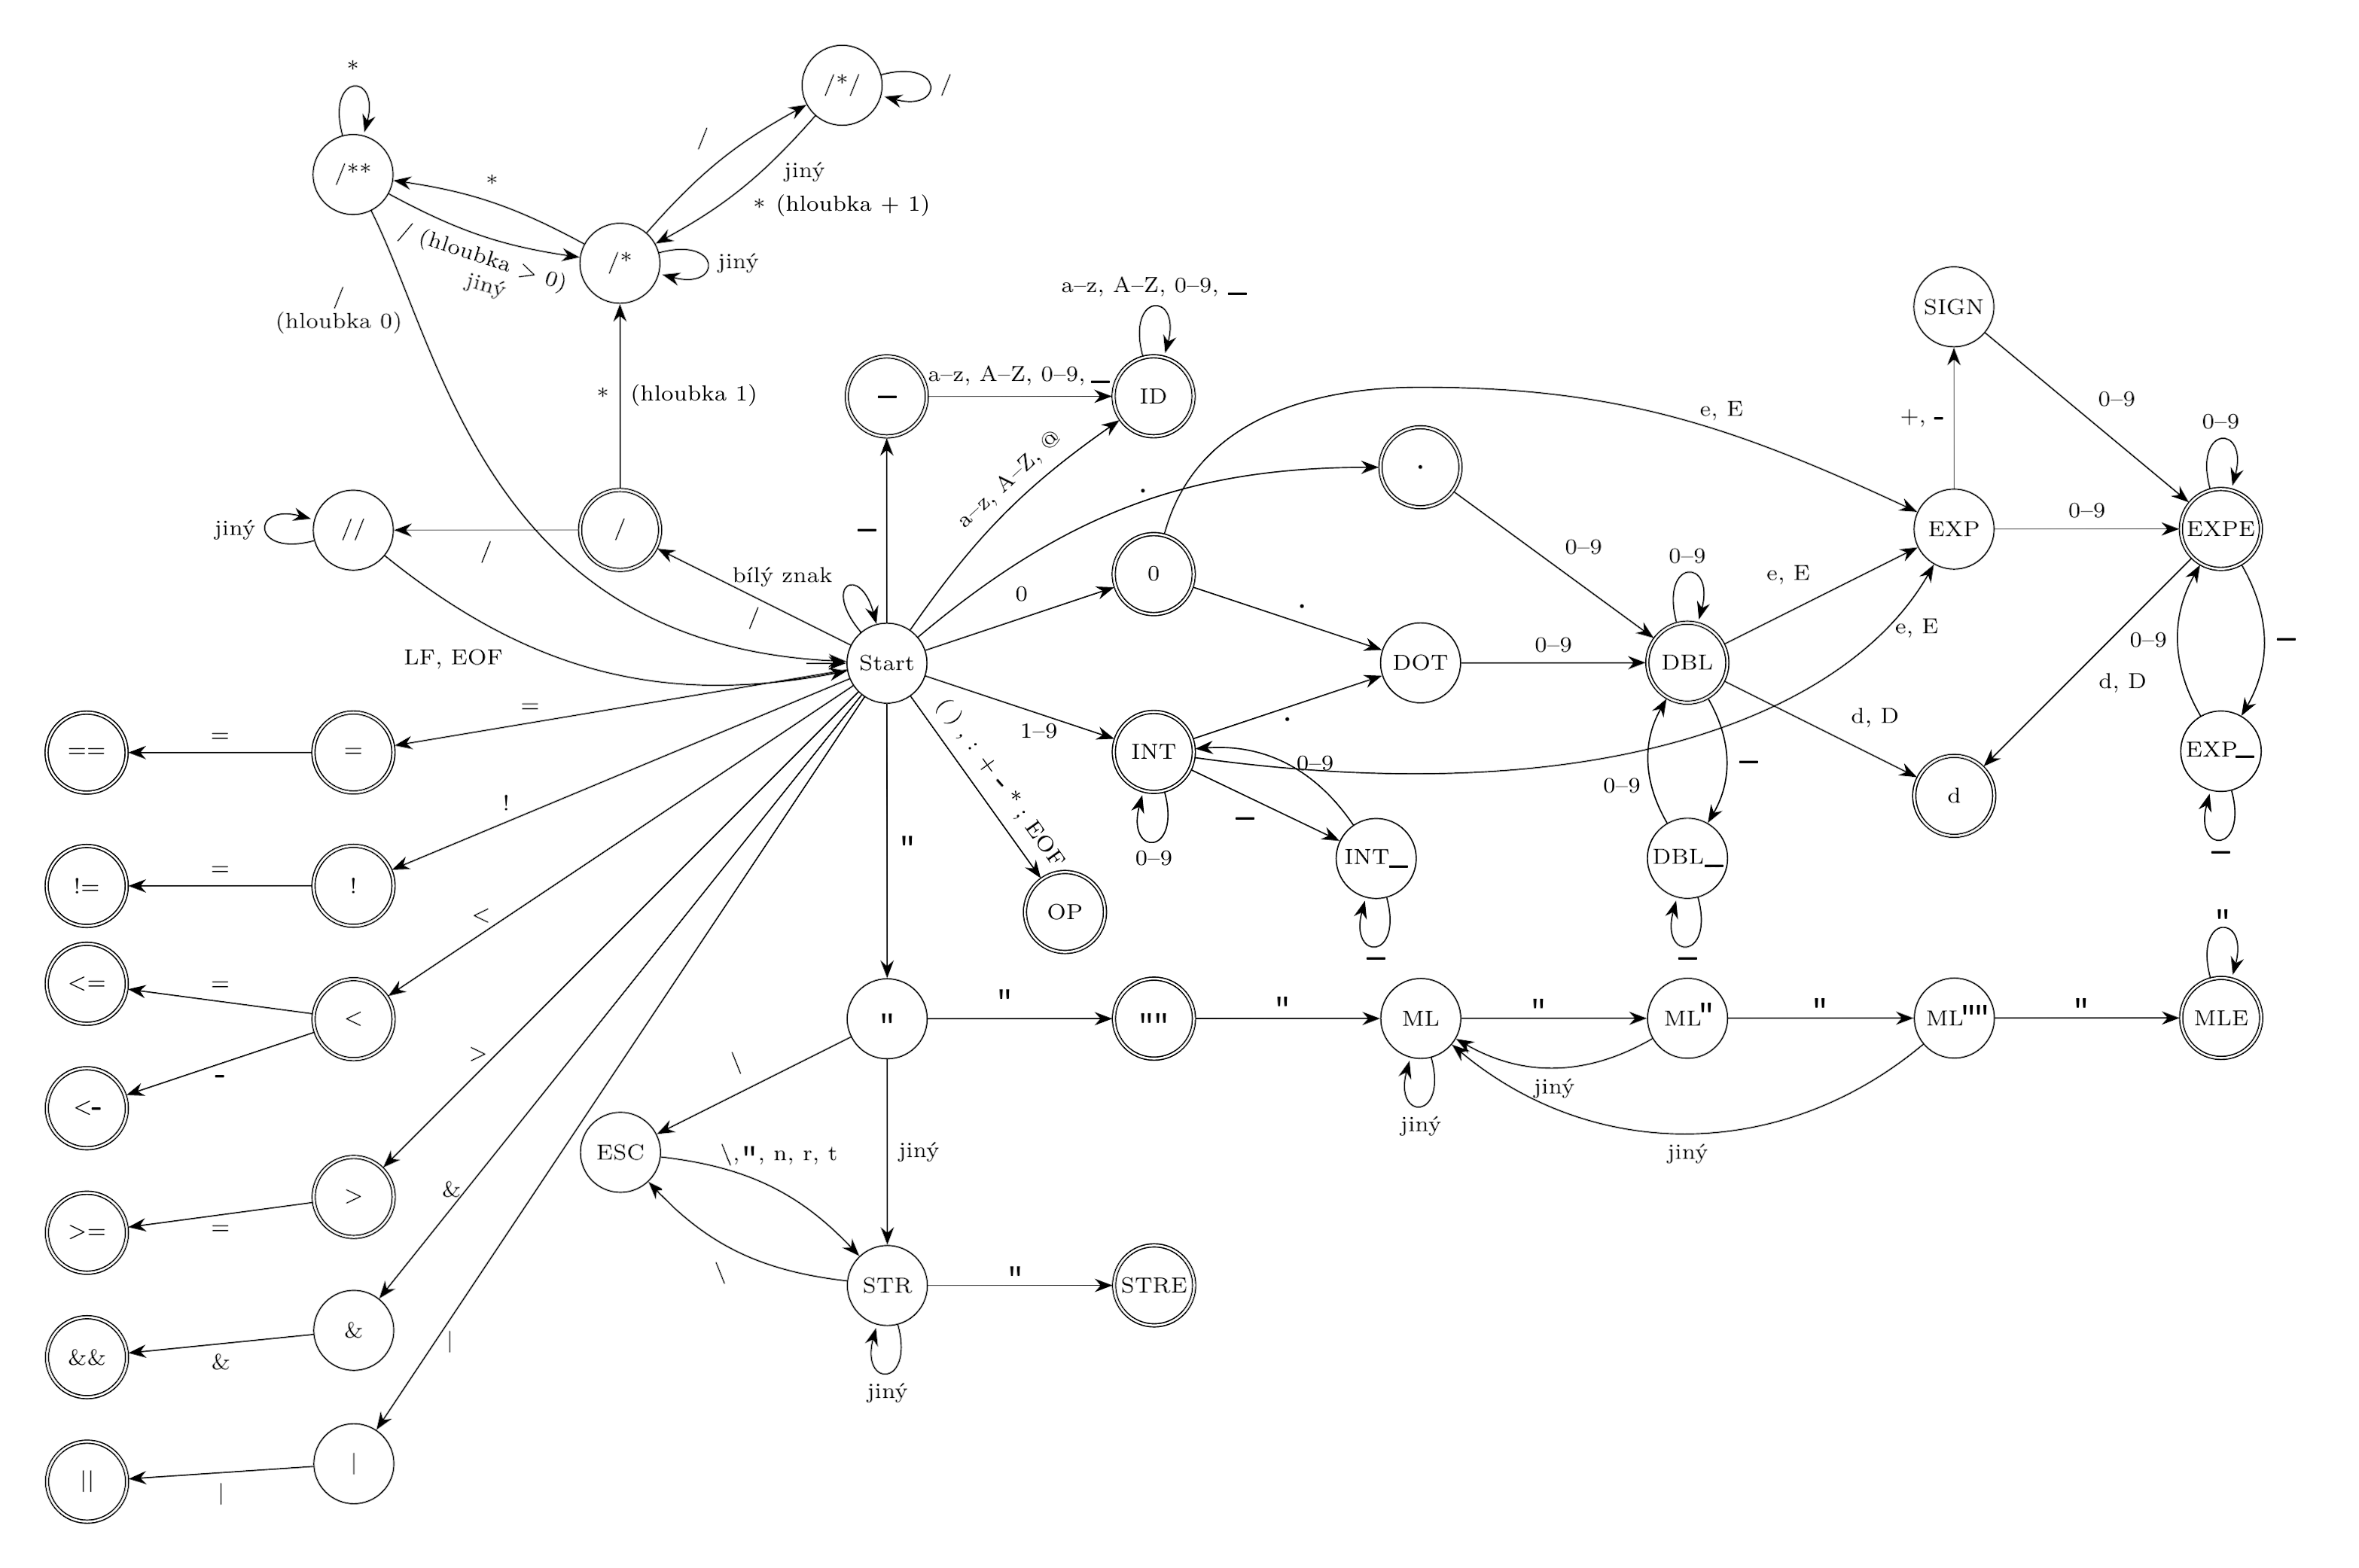 *
/**
/*/
/
/
jiný
* (hloubka + 1)
*
/ (hloubka > 0)
jiný
/*
jiný
/
(hloubka 0)
* (hloubka 1)
jiný
//
/
/
bílý znak
/
LF, EOF
Start
_
_
a–z, A–Z, 0–9, _
a–z, A–Z, 0–9, _
ID
a–z, A–Z, @
.
.
0
0
e, E
.
DOT
0–9
0–9
0–9
DBL
1–9
INT
.
0–9
0–9
_
INT_
_
0–9
_
DBL_
_
e, E
e, E
d, D
SIGN
+, -
EXP
0–9
0–9
0–9
EXPE
0–9
_
d, D
d
EXP_
_
( ) , : + - * ; EOF
OP
=
=
=
==
!
!
=
!=
<
<
=
<=
-
<-
>
>
=
>=
&
&
&
&&
|
|
|
||
"
"
"
""
"
ML
jiný
"
ML"
jiný
"
ML""
jiný
"
MLE
"
\
ESC
\,", n, r, t
\
jiný
STR
jiný
"
STRE